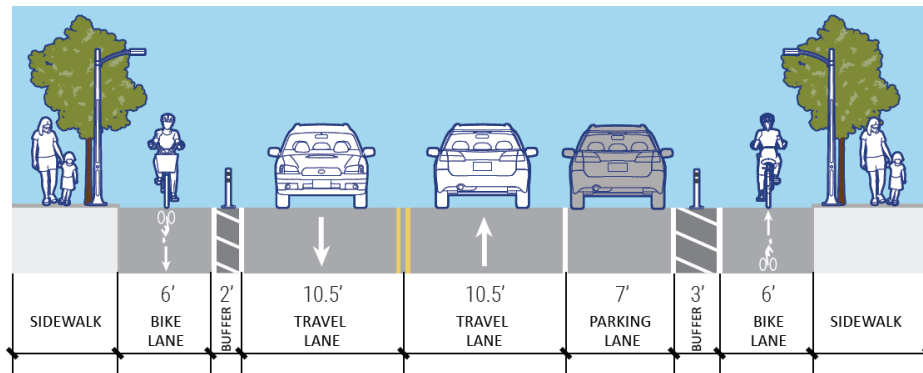 6’ 2’ 10.5’ 10.5’ 7’ 3’ 6’
SIDEWALK BIKE LANE BUFFER TRAVEL LANE TRAVEL LANE PARKING LANE BUFFER BIKE LANE SIDEWALK